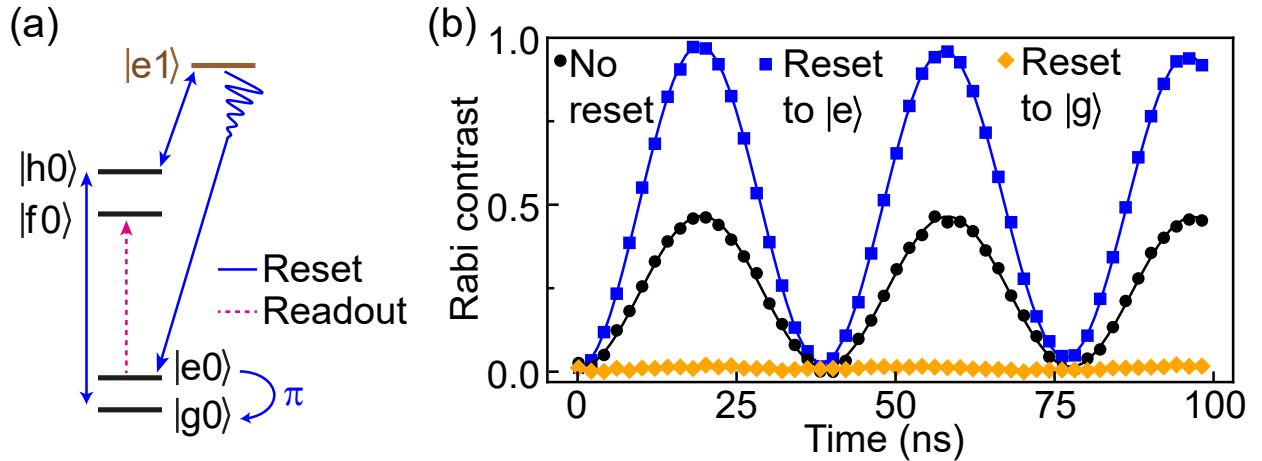 (a)
|e1⟩
|h0⟩
|f0⟩
Reset
Readout
|e0⟩
π
|g0⟩
(b)
Rabi contrast
1.0
0.5
0.0
No
reset
Reset
to |e⟩
Reset
to |g⟩
0
25
50
75
100
Time (ns)